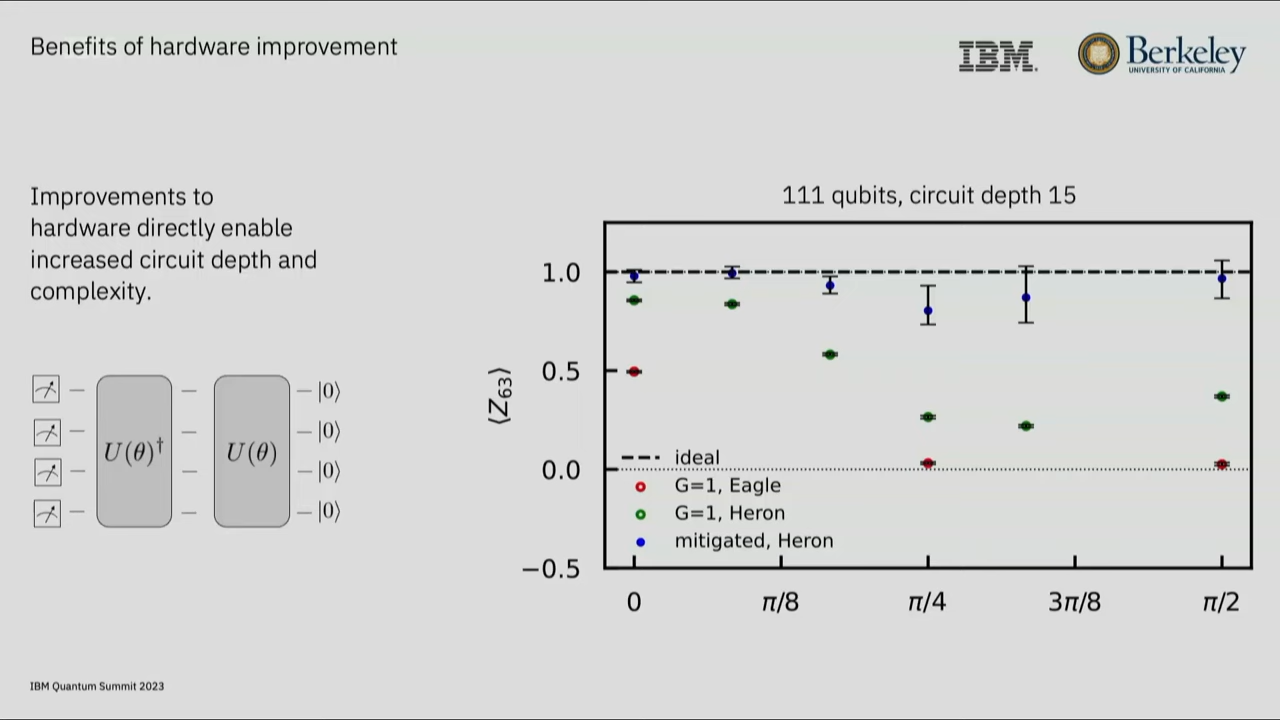 Benefits of hardware improvement
IBM.
Berkeley
UNIVERSITY OF CALIFORNIA
Improvements to
hardware directly enable
increased circuit depth and
complexity.
U(θ)† U(θ)
|0⟩
|0⟩
|0⟩
|0⟩
111 qubits, circuit depth 15
⟨Z₆₃⟩
1.0
0.5
0.0
−0.5
ideal
G=1, Eagle
G=1, Heron
mitigated, Heron
0 π/8 π/4 3π/8 π/2
IBM Quantum Summit 2023